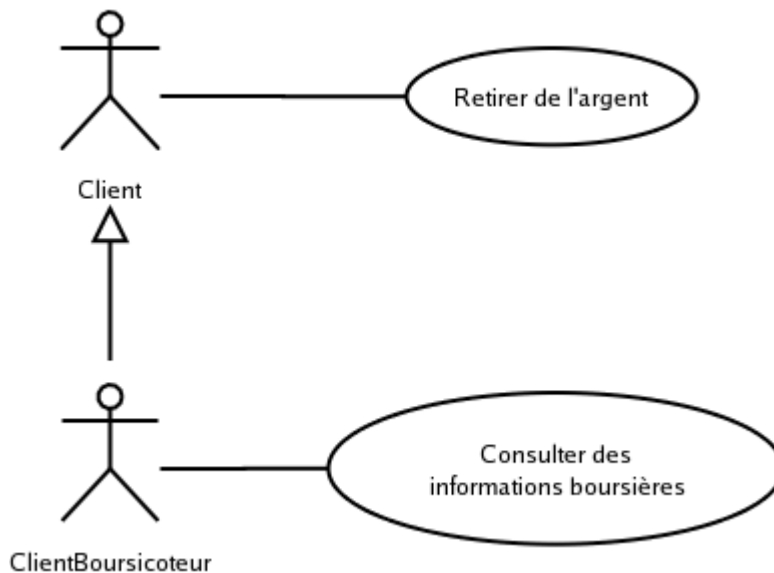 Retirer de l'argent
Client
Consulter des
informations boursières
ClientBoursicoteur